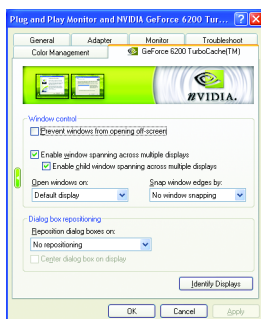 Plug and Play Monitor and NVIDIA GeForce 6200 Tur...
General Adapter Monitor Troubleshoot
Color Management GeForce 6200 TurboCache(TM)
NVIDIA.
Window control
Prevent windows from opening off-screen
Enable window spanning across multiple displays
Enable child window spanning across multiple displays
Open windows on: Snap window edges by:
Default display No window snapping
Dialog box repositioning
Reposition dialog boxes on:
No repositioning
Center dialog box on display
Identify Displays
OK Cancel Apply